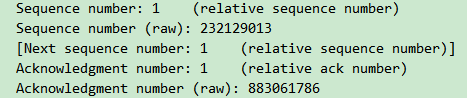 Sequence number: 1    (relative sequence number)
Sequence number (raw): 232129013
[Next sequence number: 1    (relative sequence number)]
Acknowledgment number: 1    (relative ack number)
Acknowledgment number (raw): 883061786